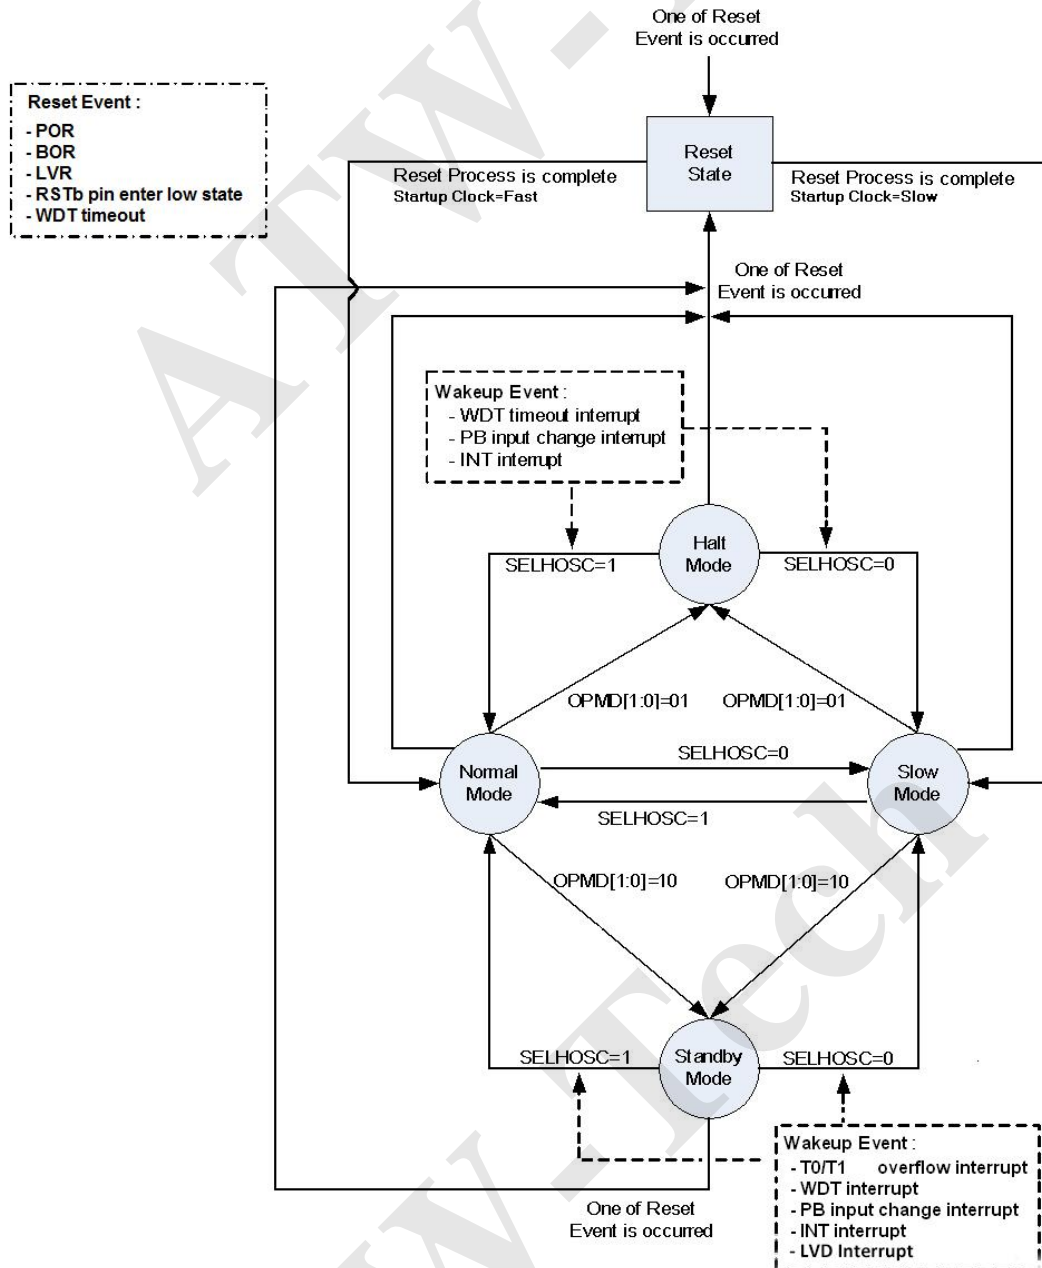 One of Reset
Event is occurred
Reset Event :
- POR
- BOR
- LVR
- RSTb pin enter low state
- WDT timeout
Reset
State
Reset Process is complete
Startup Clock=Fast
Reset Process is complete
Startup Clock=Slow
One of Reset
Event is occurred
Wakeup Event :
- WDT timeout interrupt
- PB input change interrupt
- INT interrupt
Halt
Mode
SELHOSC=1
SELHOSC=0
OPMD[1:0]=01
OPMD[1:0]=01
Normal
Mode
SELHOSC=0
Slow
Mode
SELHOSC=1
OPMD[1:0]=10
OPMD[1:0]=10
SELHOSC=1
Standby
Mode
SELHOSC=0
Wakeup Event :
- T0/T1 overflow interrupt
- WDT interrupt
- PB input change interrupt
- INT interrupt
- LVD Interrupt
One of Reset
Event is occurred
ATW-
W-Tech